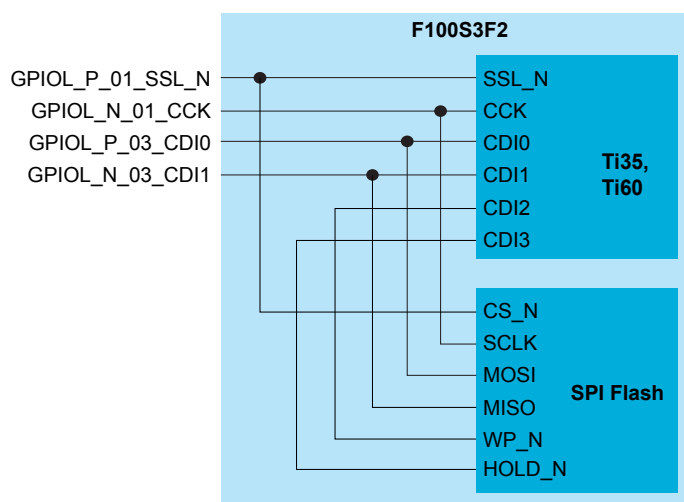 F100S3F2
GPIOL_P_01_SSL_N
GPIOL_N_01_CCK
GPIOL_P_03_CDI0
GPIOL_N_03_CDI1
SSL_N
CCK
CDI0
CDI1
CDI2
CDI3
Ti35,
Ti60
CS_N
SCLK
MOSI
MISO
WP_N
HOLD_N
SPI Flash